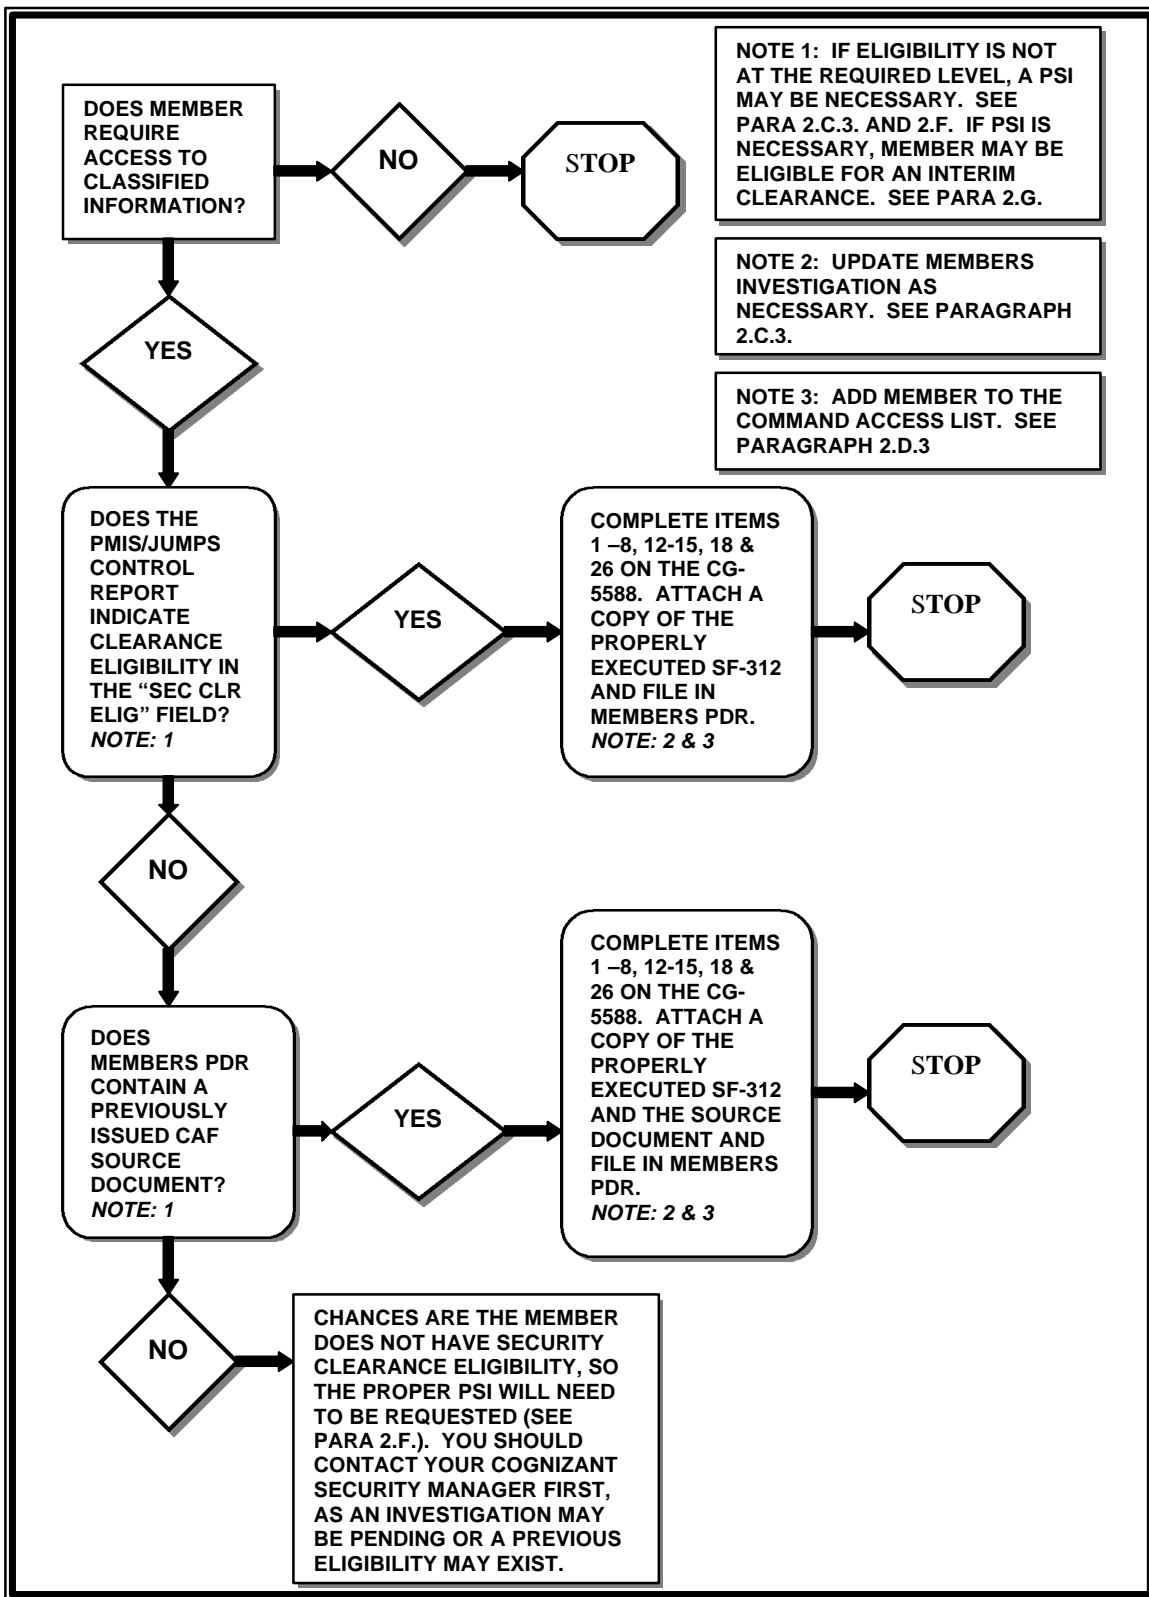 DOES MEMBER
REQUIRE
ACCESS TO
CLASSIFIED
INFORMATION?
NO
STOP
NOTE 1:  IF ELIGIBILITY IS NOT
AT THE REQUIRED LEVEL, A PSI
MAY BE NECESSARY.  SEE
PARA 2.C.3. AND 2.F.  IF PSI IS
NECESSARY, MEMBER MAY BE
ELIGIBLE FOR AN INTERIM
CLEARANCE.  SEE PARA 2.G.
NOTE 2:  UPDATE MEMBERS
INVESTIGATION AS
NECESSARY.  SEE PARAGRAPH
2.C.3.
NOTE 3:  ADD MEMBER TO THE
COMMAND ACCESS LIST.  SEE
PARAGRAPH 2.D.3
YES
DOES THE
PMIS/JUMPS
CONTROL
REPORT
INDICATE
CLEARANCE
ELIGIBILITY IN
THE “SEC CLR
ELIG” FIELD?
NOTE: 1
YES
COMPLETE ITEMS
1 –8, 12-15, 18 &
26 ON THE CG-
5588.  ATTACH A
COPY OF THE
PROPERLY
EXECUTED SF-312
AND FILE IN
MEMBERS PDR.
NOTE: 2 & 3
STOP
NO
DOES
MEMBERS PDR
CONTAIN A
PREVIOUSLY
ISSUED CAF
SOURCE
DOCUMENT?
NOTE: 1
YES
COMPLETE ITEMS
1 –8, 12-15, 18 &
26 ON THE CG-
5588.  ATTACH A
COPY OF THE
PROPERLY
EXECUTED SF-312
AND THE SOURCE
DOCUMENT AND
FILE IN MEMBERS
PDR.
NOTE: 2 & 3
STOP
NO
CHANCES ARE THE MEMBER
DOES NOT HAVE SECURITY
CLEARANCE ELIGIBILITY, SO
THE PROPER PSI WILL NEED
TO BE REQUESTED (SEE
PARA 2.F.).  YOU SHOULD
CONTACT YOUR COGNIZANT
SECURITY MANAGER FIRST,
AS AN INVESTIGATION MAY
BE PENDING OR A PREVIOUS
ELIGIBILITY MAY EXIST.